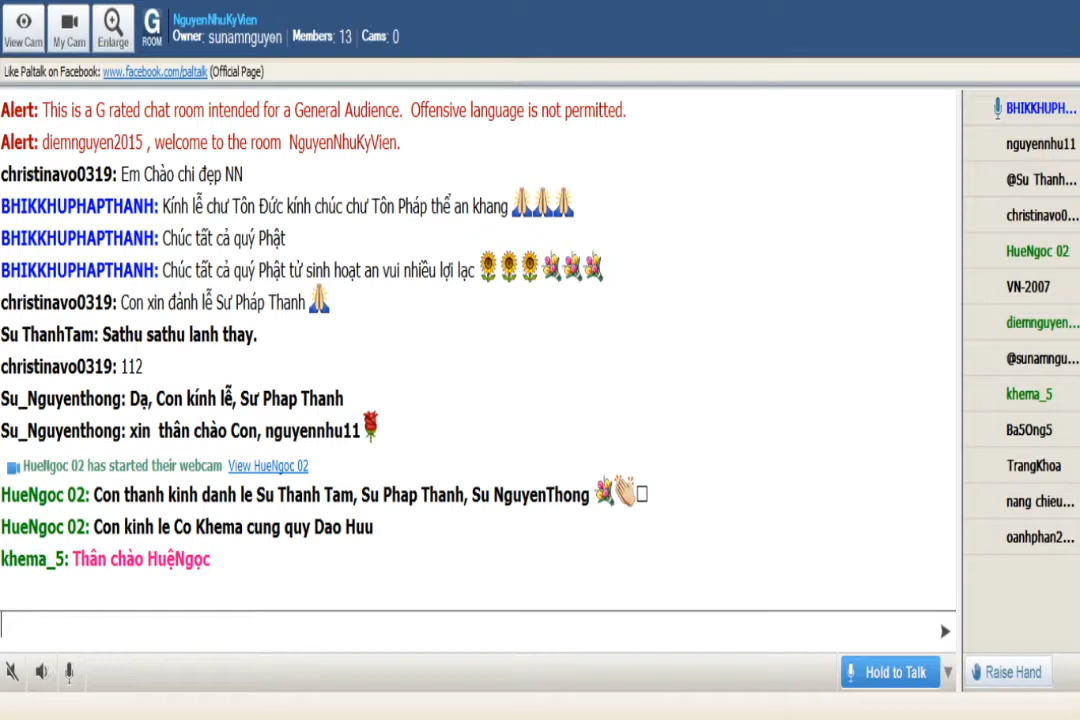 View Cam
My Cam
Enlarge
G
ROOM
NguyenNhuKyVien
Owner: sunamnguyen Members: 13 Cams: 0
Like Paltalk on Facebook: www.facebook.com/paltalk (Official Page)
Alert: This is a G rated chat room intended for a General Audience. Offensive language is not permitted.
Alert: diemnguyen2015 , welcome to the room NguyenNhuKyVien.
christinavo0319: Em Chào chi đẹp NN
BHIKKHUPHAPTHANH: Kính lễ chư Tôn Đức kính chúc chư Tôn Pháp thể an khang
BHIKKHUPHAPTHANH: Chúc tất cả quý Phật
BHIKKHUPHAPTHANH: Chúc tất cả quý Phật tử sinh hoạt an vui nhiều lợi lạc
christinavo0319: Con xin đảnh lễ Sư Pháp Thanh
Su ThanhTam: Sathu sathu lanh thay.
christinavo0319: 112
Su_Nguyenthong: Dạ, Con kính lễ, Sư Phap Thanh
Su_Nguyenthong: xin thân chào Con, nguyennhu11
HueNgoc 02 has started their webcam View HueNgoc 02
HueNgoc 02: Con thanh kinh danh le Su Thanh Tam, Su Phap Thanh, Su NguyenThong
HueNgoc 02: Con kinh le Co Khema cung quy Dao Huu
khema_5: Thân chào HuệNgọc
BHIKKHUPH...
nguyennhu11
@Su Thanh...
christinavo0...
HueNgoc 02
VN-2007
diemnguyen...
@sunamngu...
khema_5
Ba5Ong5
TrangKhoa
nang chieu...
oanhphan2...
Hold to Talk
Raise Hand